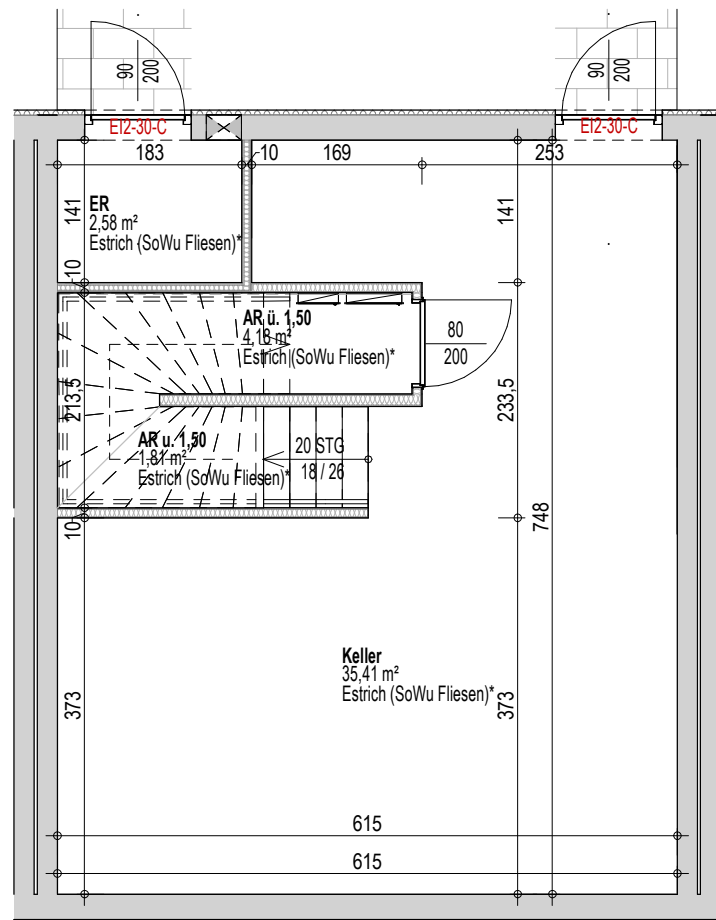 90
200
90
200
EI2-30-C
EI2-30-C
183
10
169
253
141
ER
2,58 m²
Estrich (SoWu Fliesen)*
141
10
AR ü. 1,50
4,18 m²
Estrich (SoWu Fliesen)*
80
200
213,5
233,5
AR u. 1,50
1,81 m²
Estrich (SoWu Fliesen)*
20 STG
18 / 26
10
748
Keller
35,41 m²
Estrich (SoWu Fliesen)*
373
373
615
615